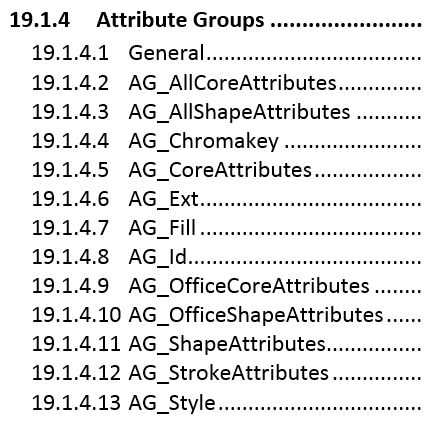 19.1.4 Attribute Groups ........................
19.1.4.1 General...................................
19.1.4.2 AG_AllCoreAttributes..............
19.1.4.3 AG_AllShapeAttributes ...........
19.1.4.4 AG_Chromakey ......................
19.1.4.5 AG_CoreAttributes.................
19.1.4.6 AG_Ext...................................
19.1.4.7 AG_Fill ...................................
19.1.4.8 AG_Id.....................................
19.1.4.9 AG_OfficeCoreAttributes ........
19.1.4.10 AG_OfficeShapeAttributes......
19.1.4.11 AG_ShapeAttributes...............
19.1.4.12 AG_StrokeAttributes ..............
19.1.4.13 AG_Style................................